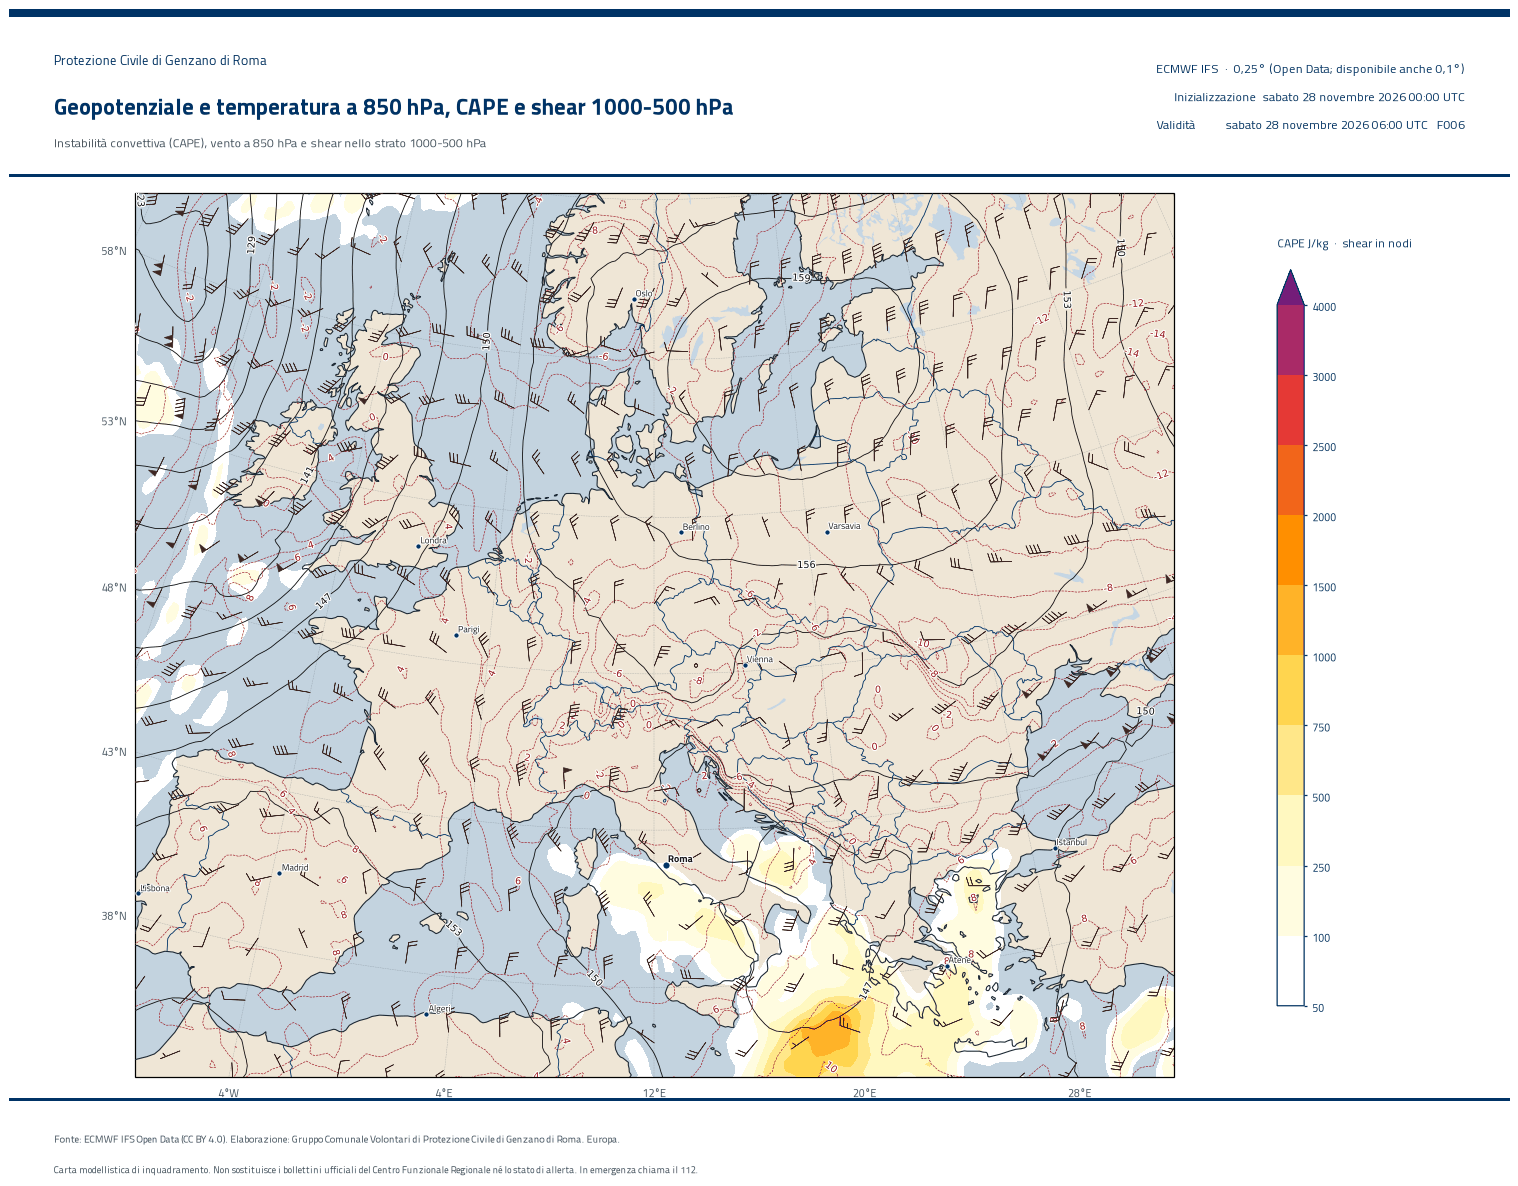 Protezione Civile di Genzano di Roma
Geopotenziale e temperatura a 850 hPa, CAPE e shear 1000-500 hPa
Instabilità convettiva (CAPE), vento a 850 hPa e shear nello strato 1000-500 hPa
ECMWF IFS · 0,25° (Open Data; disponibile anche 0,1°)
Inizializzazione sabato 28 novembre 2026 00:00 UTC
Validità sabato 28 novembre 2026 06:00 UTC F006
CAPE J/kg · shear in nodi
4000
3000
2500
2000
1500
1000
750
500
250
100
50
58°N
53°N
48°N
43°N
38°N
4°W
4°E
12°E
20°E
28°E
Oslo
Berlino
Varsavia
Londra
Parigi
Vienna
Roma
Madrid
Lisbona
Istanbul
Atene
Algeri
129
159
153
150
141
156
147
150
153
150
147
Fonte: ECMWF IFS Open Data (CC BY 4.0). Elaborazione: Gruppo Comunale Volontari di Protezione Civile di Genzano di Roma. Europa.
Carta modellistica di inquadramento. Non sostituisce i bollettini ufficiali del Centro Funzionale Regionale né lo stato di allerta. In emergenza chiama il 112.